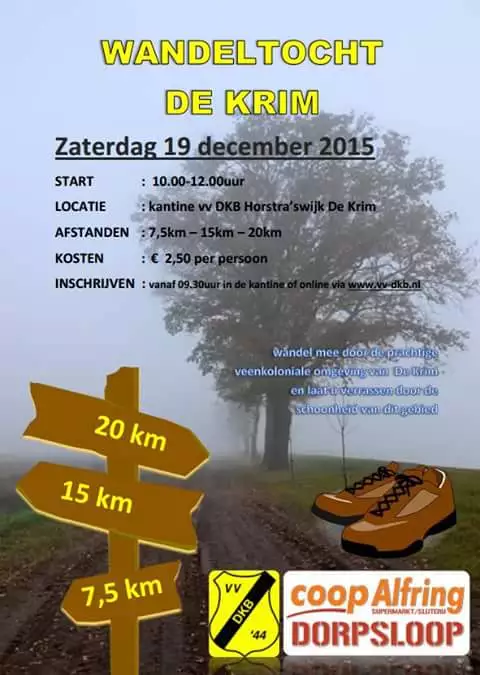 WANDELTOCHT
DE KRIM
Zaterdag 19 december 2015
START : 10.00-12.00uur
LOCATIE : kantine vv DKB Horstra'swijk De Krim
AFSTANDEN : 7,5km – 15km – 20km
KOSTEN : € 2,50 per persoon
INSCHRIJVEN : vanaf 09.30uur in de kantine of online via www.vv-dkb.nl
wandel mee door de prachtige
veenkoloniale omgeving van De Krim
en laat u verrassen door de
schoonheid van dit gebied
20 km
15 km
7,5 km
VV
DKB
'44
coop Alfring
SUPERMARKT/SLIJTERIJ
DORPSLOOP